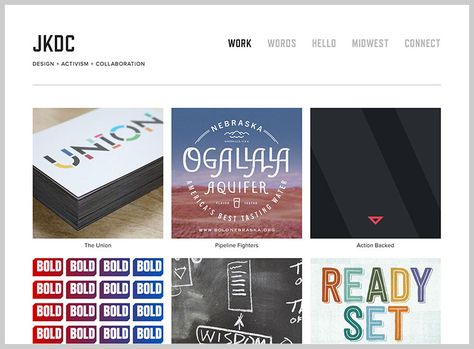 JKDC
WORK WORDS HELLO MIDWEST CONNECT
DESIGN + ACTIVISM + COLLABORATION
UNION
NEBRASKA
OGALLALA
AQUIFER
AMERICA'S BEST TASTING WATER
WWW.BOLDNEBRASKA.ORG
The Union
Pipeline Fighters
Action Backed
BOLD BOLD BOLD BOLD
BOLD BOLD BOLD BOLD
BOLD BOLD BOLD BOLD
BOLD BOLD BOLD BOLD
WISDOM
READY
SET